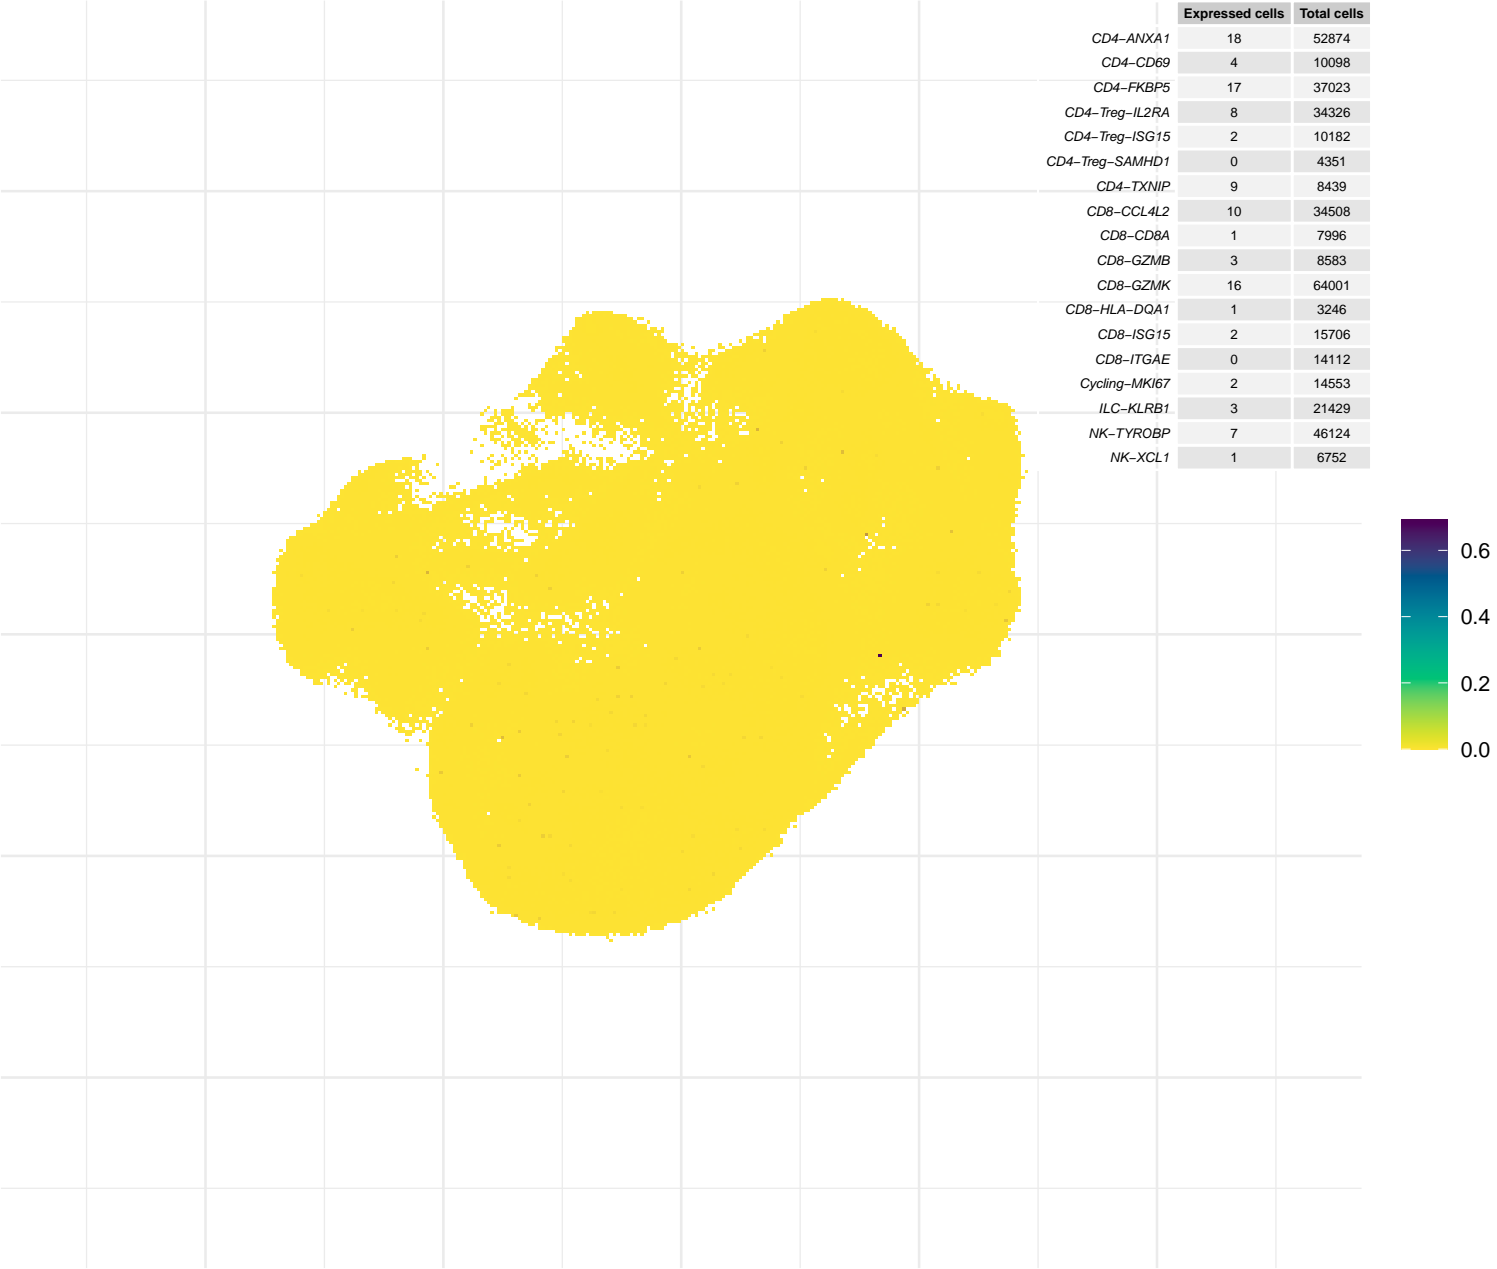 Expressed cells Total cells
CD4−ANXA1 18 52874
CD4−CD69 4 10098
CD4−FKBP5 17 37023
CD4−Treg−IL2RA 8 34326
CD4−Treg−ISG15 2 10182
CD4−Treg−SAMHD1 0 4351
CD4−TXNIP 9 8439
CD8−CCL4L2 10 34508
CD8−CD8A 1 7996
CD8−GZMB 3 8583
CD8−GZMK 16 64001
CD8−HLA−DQA1 1 3246
CD8−ISG15 2 15706
CD8−ITGAE 0 14112
Cycling−MKI67 2 14553
ILC−KLRB1 3 21429
NK−TYROBP 7 46124
NK−XCL1 1 6752
0.6
0.4
0.2
0.0